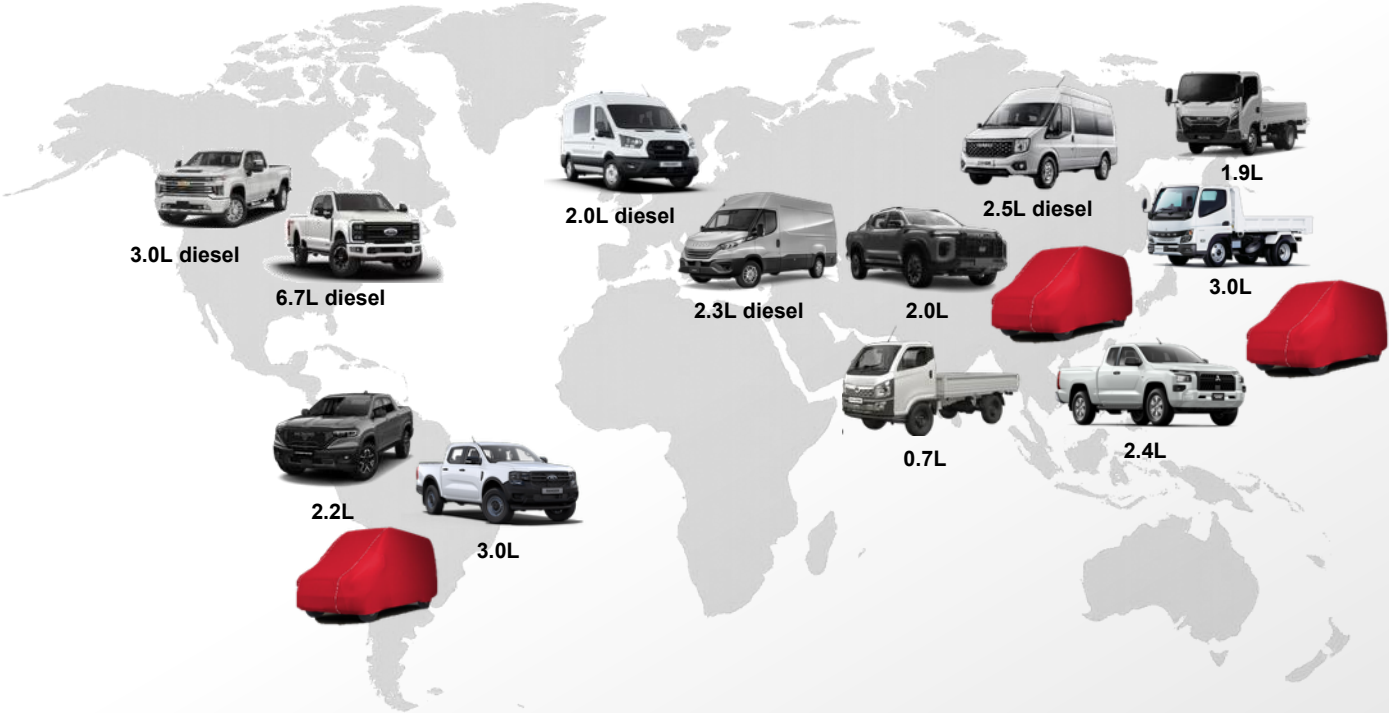 1.9L
2.5L diesel
2.0L diesel
3.0L diesel
3.0L
6.7L diesel
2.3L diesel
2.0L
2.4L
0.7L
2.2L
3.0L